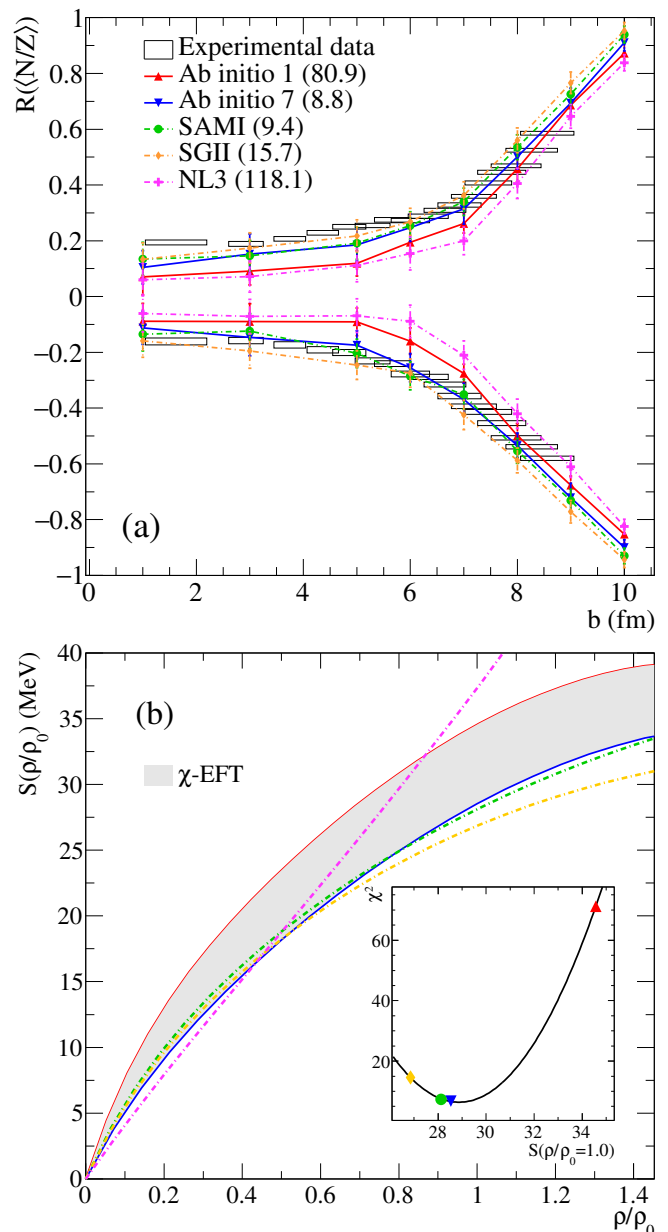 R(⟨N/Z⟩)
1
0.8
0.6
0.4
0.2
0
−0.2
−0.4
−0.6
−0.8
−1
Experimental data
Ab initio 1 (80.9)
Ab initio 7 (8.8)
SAMI (9.4)
SGII (15.7)
NL3 (118.1)
(a)
0 2 4 6 8 10
b (fm)
S(ρ/ρ0) (MeV)
40
35
30
25
20
15
10
5
0
(b)
χ-EFT
χ²
60
40
20
28 30 32 34
S(ρ/ρ0=1.0)
0 0.2 0.4 0.6 0.8 1 1.2 1.4
ρ/ρ0